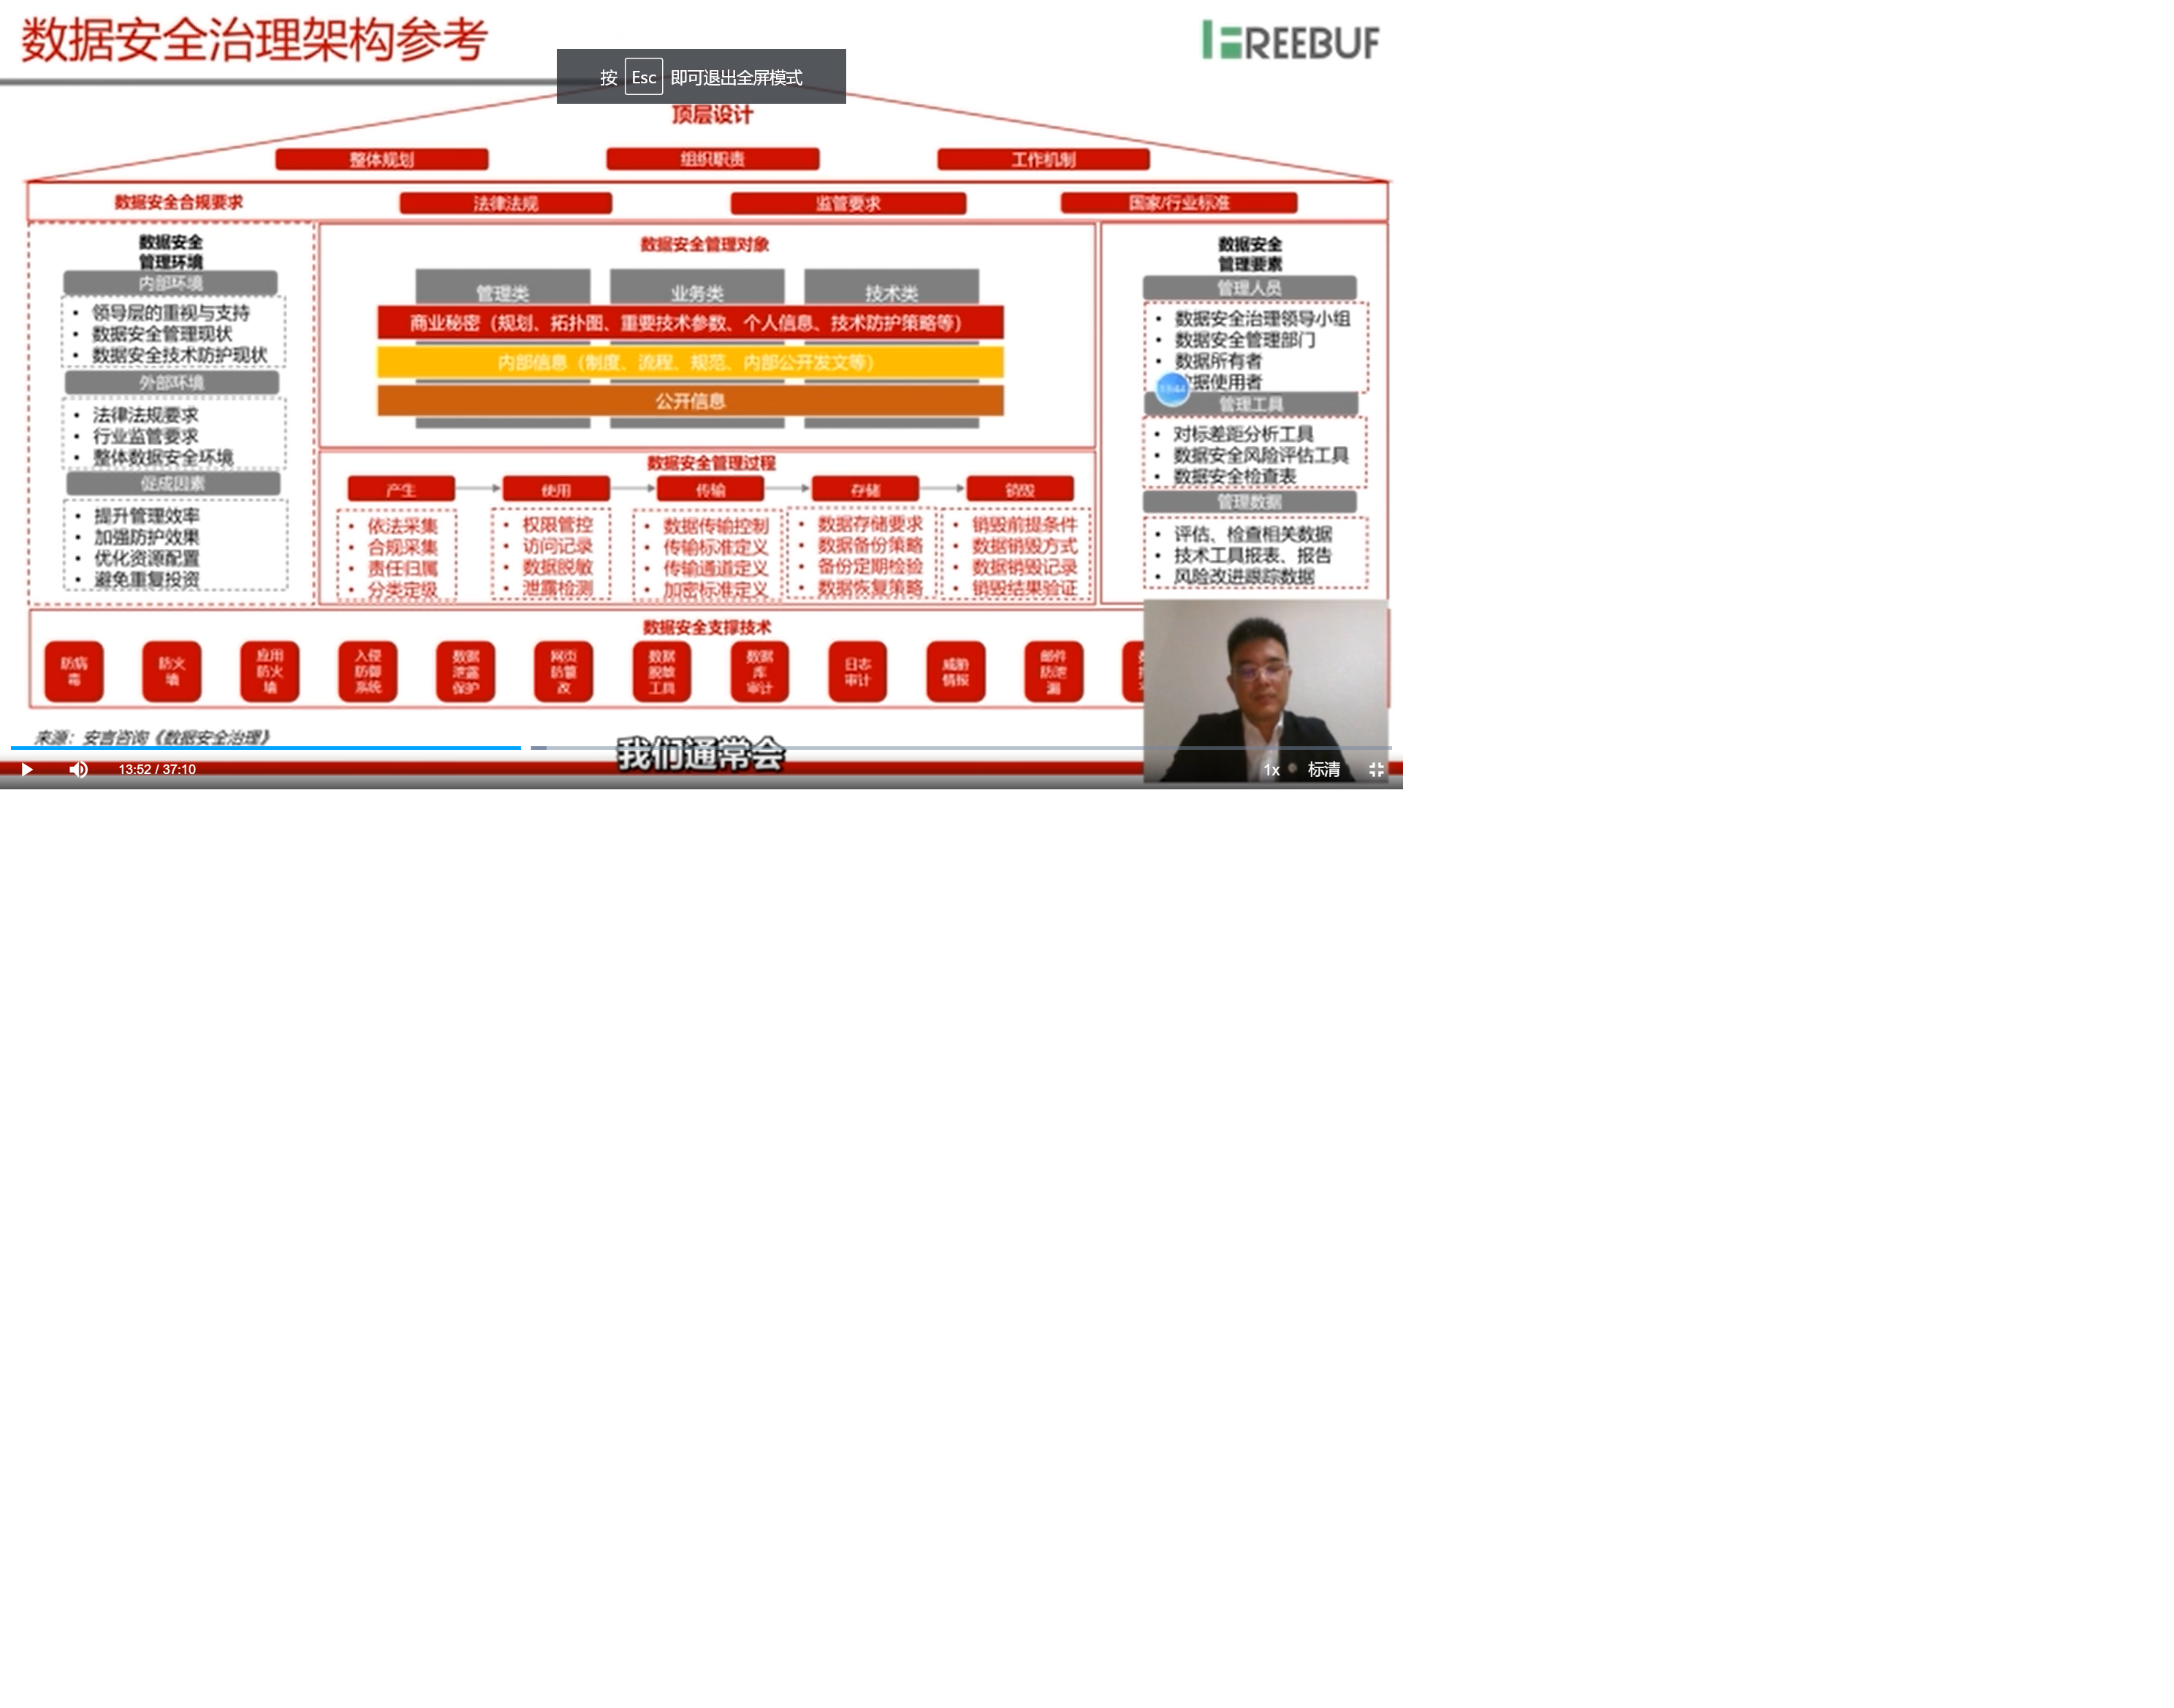 数据安全治理架构参考
FREEBUF
按 Esc 即可退出全屏模式
顶层设计
整体规划
组织职责
工作机制
数据安全合规要求
法律法规
监管要求
国家/行业标准
数据安全
管理环境
内部环境
• 领导层的重视与支持
• 数据安全管理现状
• 数据安全技术防护现状
外部环境
• 法律法规要求
• 行业监管要求
• 整体数据安全环境
促成因素
• 提升管理效率
• 加强防护效果
• 优化资源配置
• 避免重复投资
数据安全管理对象
管理类
业务类
技术类
商业秘密（规划、拓扑图、重要技术参数、个人信息、技术防护策略等）
内部信息（制度、流程、规范、内部公开发文等）
公开信息
数据安全管理过程
产生
使用
传输
存储
销毁
• 依法采集
• 合规采集
• 责任归属
• 分类定级
• 权限管控
• 访问记录
• 数据脱敏
• 泄露检测
• 数据传输控制
• 传输标准定义
• 传输通道定义
• 加密标准定义
• 数据存储要求
• 数据备份策略
• 备份定期检验
• 数据恢复策略
• 销毁前提条件
• 数据销毁方式
• 数据销毁记录
• 销毁结果验证
数据安全
管理要素
管理人员
• 数据安全治理领导小组
• 数据安全管理部门
• 数据所有者
据使用者
管理工具
• 对标差距分析工具
• 数据安全风险评估工具
• 数据安全检查表
管理数据
• 评估、检查相关数据
• 技术工具报表、报告
• 风险改进跟踪数据
数据安全支撑技术
防病
毒
防火
墙
应用
防火
墙
入侵
防御
系统
数据
泄露
保护
网页
防篡
改
数据
脱敏
工具
数据
库
审计
日志
审计
威胁
情报
邮件
防泄
漏
来源：安言咨询《数据安全治理》
我们通常会
13:52 / 37:10
1x
标清